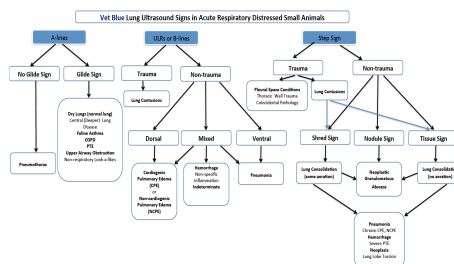 Vet Blue Lung Ultrasound Signs in Acute Respiratory Distressed Small Animals
A-lines
ULRs or B-lines
Step Sign
No Glide Sign
Glide Sign
Trauma
Non-trauma
Trauma
Non-trauma
Lung Contusions
Pleural Space Conditions
Thoracic Wall Trauma
Coincidental Pathology
Lung Contusions
Dry Lungs (normal lung)
Central (Deeper) Lung
Disease
Feline Asthma
COPD
PTE
Upper Airway Obstruction
Non-respiratory Look-a-likes
Pneumothorax
Dorsal
Mixed
Ventral
Shred Sign
Nodule Sign
Tissue Sign
Cardiogenic
Pulmonary Edema
(CPE)
or
Non-cardiogenic
Pulmonary Edema
(NCPE)
Hemorrhage
Non-specific
Inflammation
Indeterminate
Pneumonia
Lung Consolidation
(some aeration)
Neoplastic
Granulomatous
Abscess
Lung Consolidation
(no aeration)
Pneumonia
Chronic CPE, NCPE
Hemorrhage
Severe PTE
Neoplasia
Lung Lobe Torsion